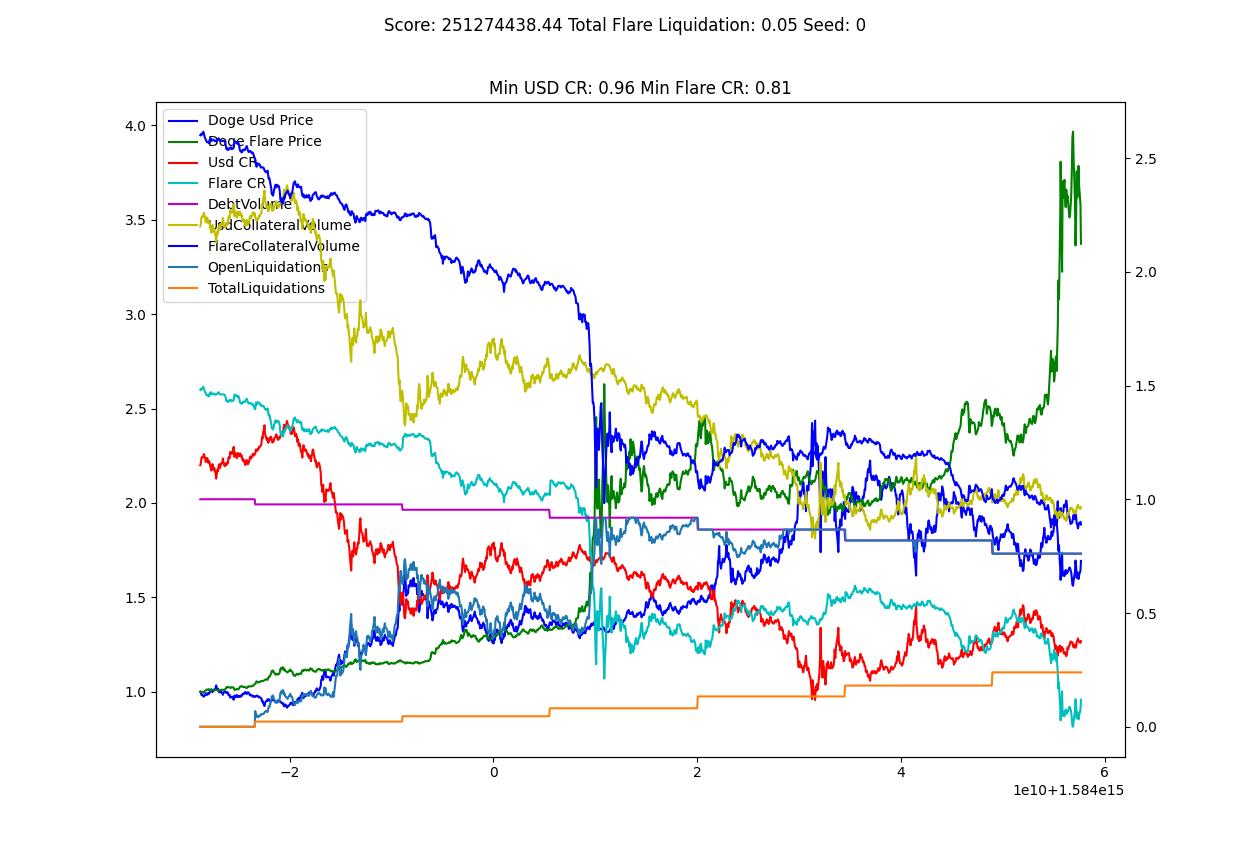 Score: 251274438.44 Total Flare Liquidation: 0.05 Seed: 0
Min USD CR: 0.96 Min Flare CR: 0.81
Doge Usd Price
Doge Flare Price
Usd CR
Flare CR
DebtVolume
UsdCollateralVolume
FlareCollateralVolume
OpenLiquidations
TotalLiquidations
4.0
3.5
3.0
2.5
2.0
1.5
1.0
2.5
2.0
1.5
1.0
0.5
0.0
−2 0 2 4 6
1e10+1.584e15